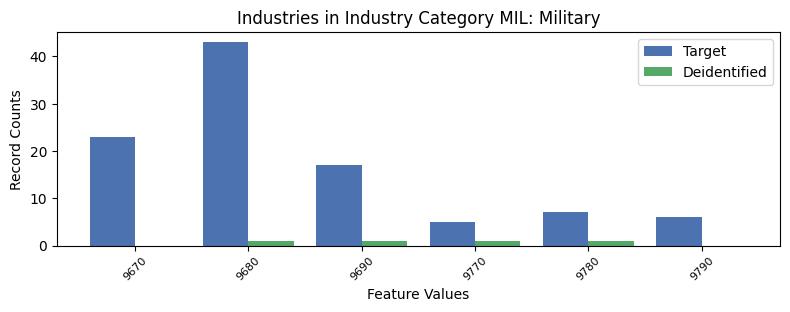 Industries in Industry Category MIL: Military
Target
Deidentified
Record Counts
40
30
20
10
0
9670 9680 9690 9770 9780 9790
Feature Values